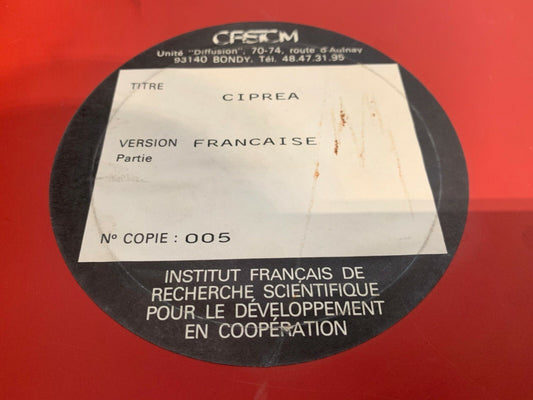 ORSTOM
Unité "Diffusion", 70-74, route d'Aulnay
93140 BONDY. Tél. 48.47.31.95
TITRE CIPREA
VERSION FRANCAISE
Partie
N° COPIE : 005
INSTITUT FRANÇAIS DE
RECHERCHE SCIENTIFIQUE
POUR LE DÉVELOPPEMENT
EN COOPÉRATION